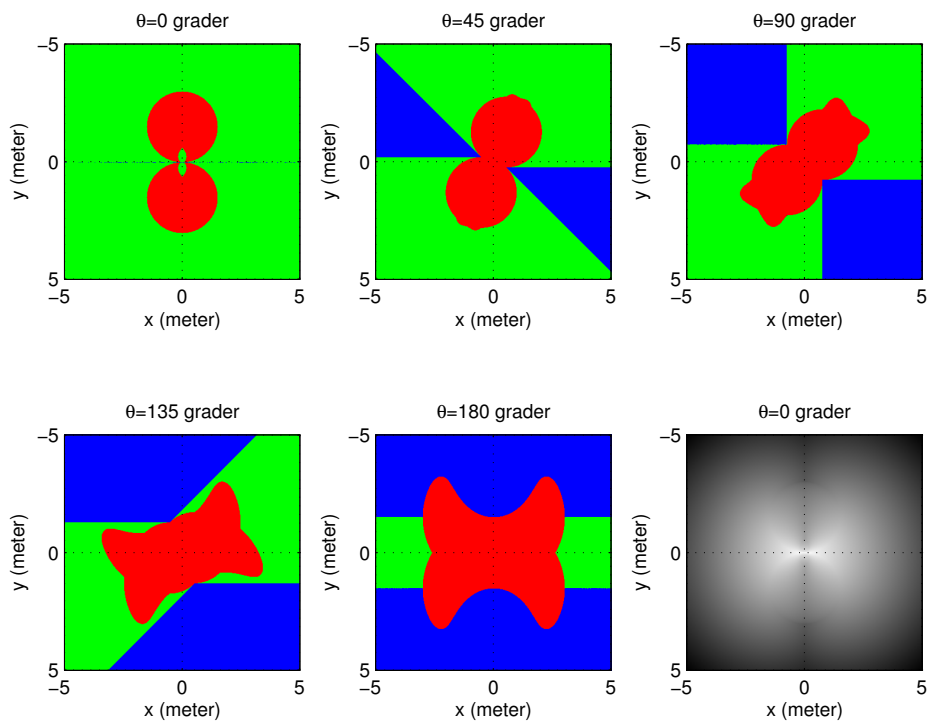 θ=0 grader
θ=45 grader
θ=90 grader
−5
0
5
y (meter)
−5
0
5
x (meter)
−5
0
5
y (meter)
−5
0
5
x (meter)
−5
0
5
y (meter)
−5
0
5
x (meter)
θ=135 grader
θ=180 grader
θ=0 grader
−5
0
5
y (meter)
−5
0
5
x (meter)
−5
0
5
y (meter)
−5
0
5
x (meter)
−5
0
5
y (meter)
−5
0
5
x (meter)